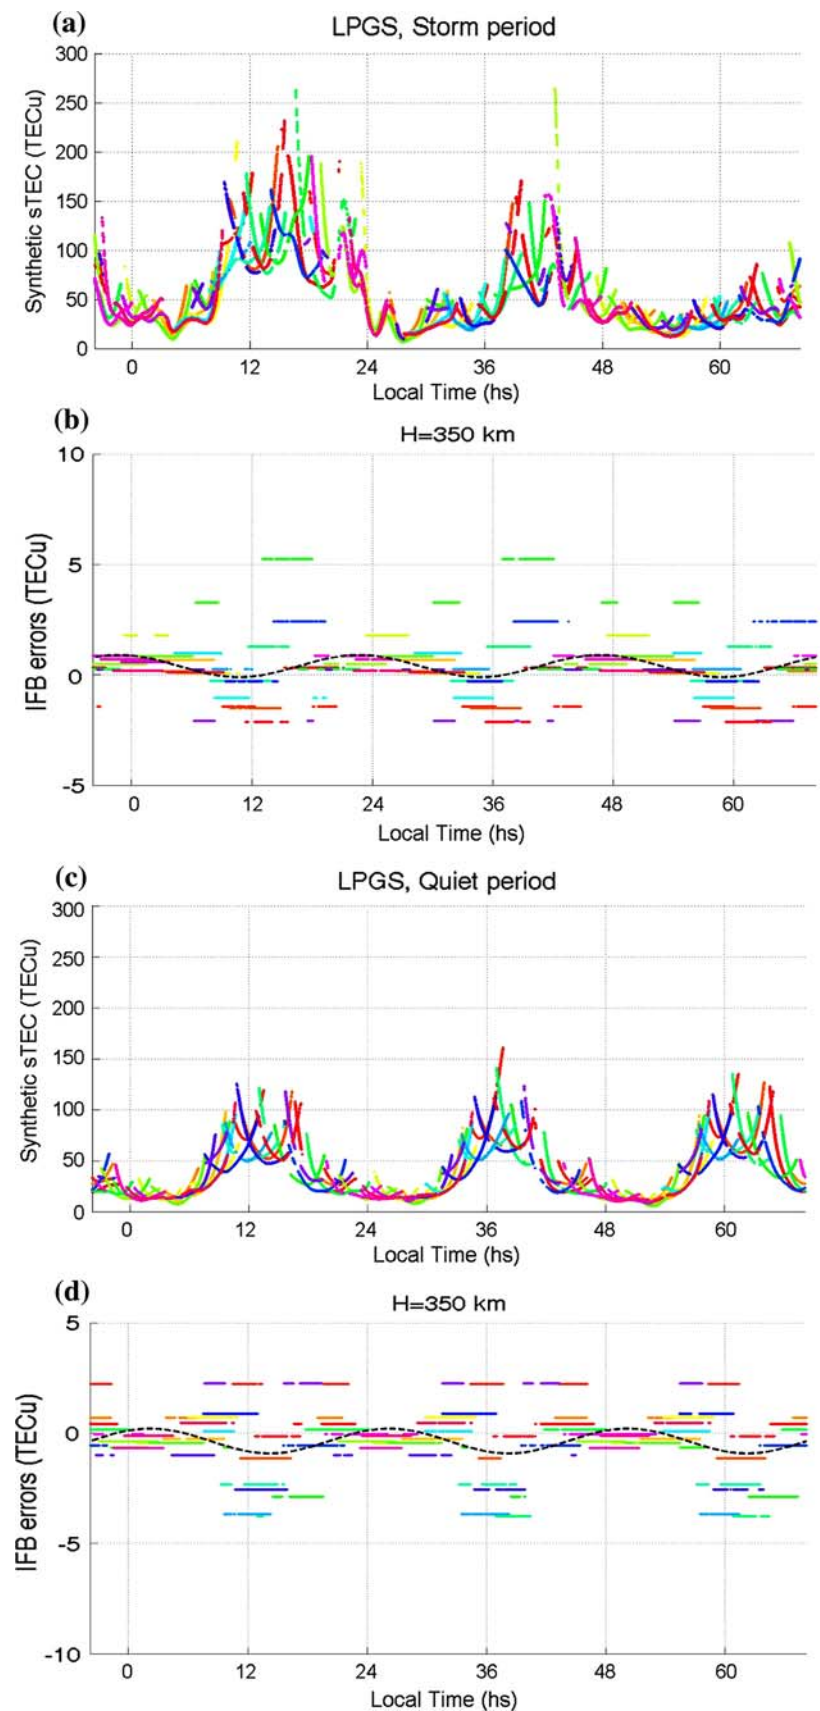 (a)
LPGS, Storm period
300
250
200
150
100
50
0
Synthetic sTEC (TECu)
0 12 24 36 48 60
Local Time (hs)
(b)
H=350 km
10
5
0
-5
IFB errors (TECu)
0 12 24 36 48 60
Local Time (hs)
(c)
LPGS, Quiet period
300
250
200
150
100
50
0
Synthetic sTEC (TECu)
0 12 24 36 48 60
Local Time (hs)
(d)
H=350 km
5
0
-5
-10
IFB errors (TECu)
0 12 24 36 48 60
Local Time (hs)